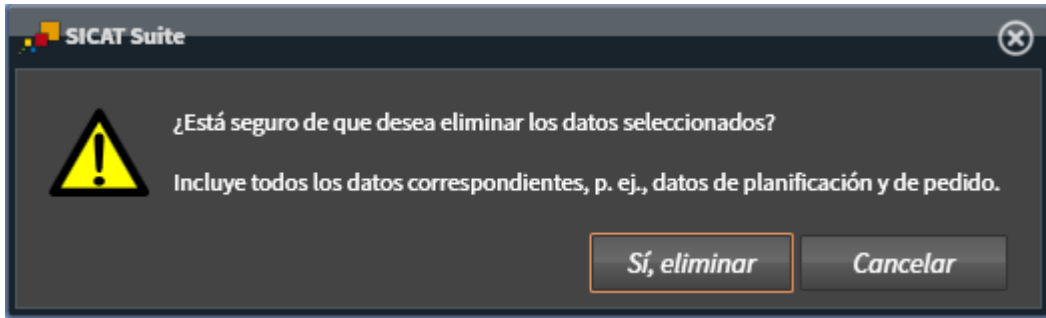 SICAT Suite
¿Está seguro de que desea eliminar los datos seleccionados?
Incluye todos los datos correspondientes, p. ej., datos de planificación y de pedido.
Sí, eliminar
Cancelar